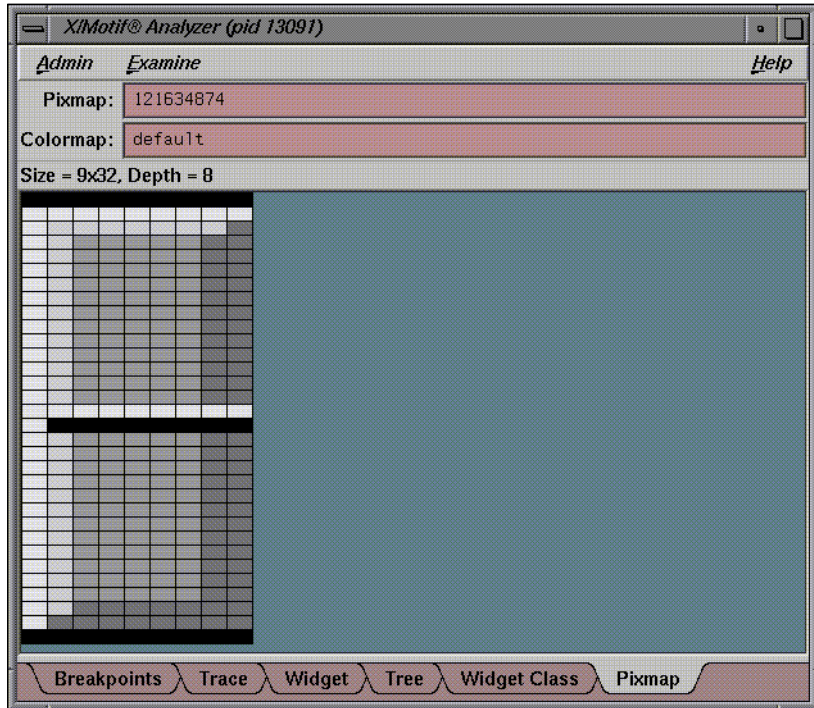 X/Motif® Analyzer (pid 13091)
Admin Examine Help
Pixmap: 121634874
Colormap: default
Size = 9x32, Depth = 8
Breakpoints Trace Widget Tree Widget Class Pixmap